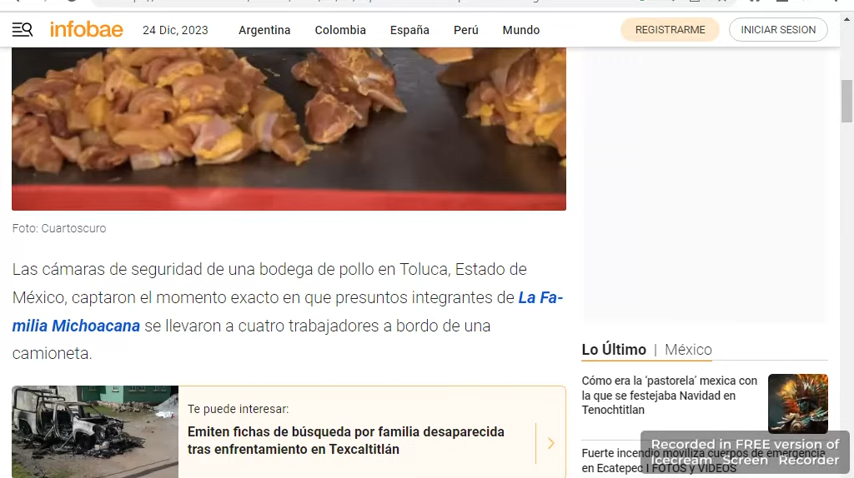 infobae
24 Dic, 2023
Argentina
Colombia
España
Perú
Mundo
REGISTRARME
INICIAR SESION
Foto: Cuartoscuro
Las cámaras de seguridad de una bodega de pollo en Toluca, Estado de
México, captaron el momento exacto en que presuntos integrantes de La Fa-
milia Michoacana se llevaron a cuatro trabajadores a bordo de una
camioneta.
Te puede interesar:
Emiten fichas de búsqueda por familia desaparecida
tras enfrentamiento en Texcaltitlán
Lo Último | México
Cómo era la 'pastorela' mexica con
la que se festejaba Navidad en
Tenochtitlan
Fuerte incendio moviliza cuerpos de emergencia
en Ecatepec | FOTOS y VIDEOS
Recorded in FREE version of
Icecream Screen Recorder